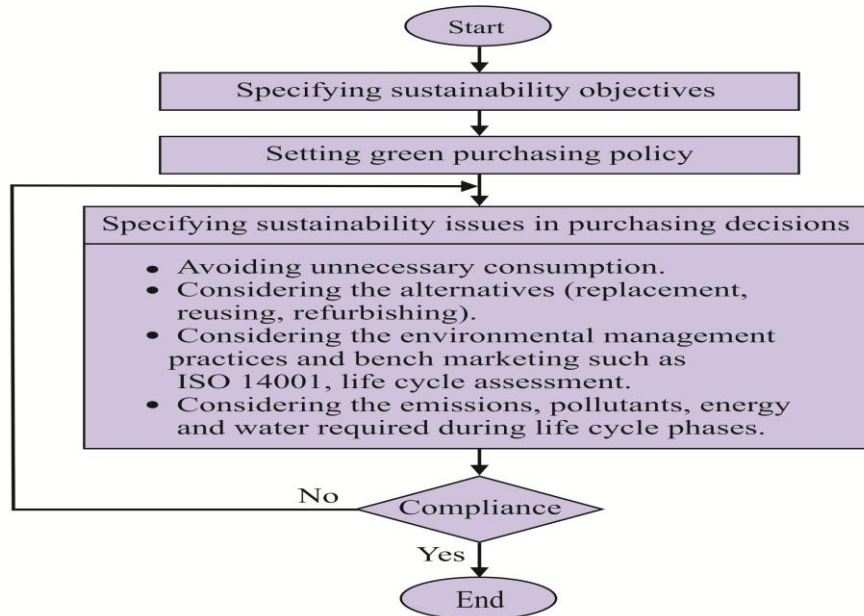 Start
Specifying sustainability objectives
Setting green purchasing policy
Specifying sustainability issues in purchasing decisions
• Avoiding unnecessary consumption.
• Considering the alternatives (replacement,
reusing, refurbishing).
• Considering the environmental management
practices and bench marketing such as
ISO 14001, life cycle assessment.
• Considering the emissions, pollutants, energy
and water required during life cycle phases.
No
Compliance
Yes
End